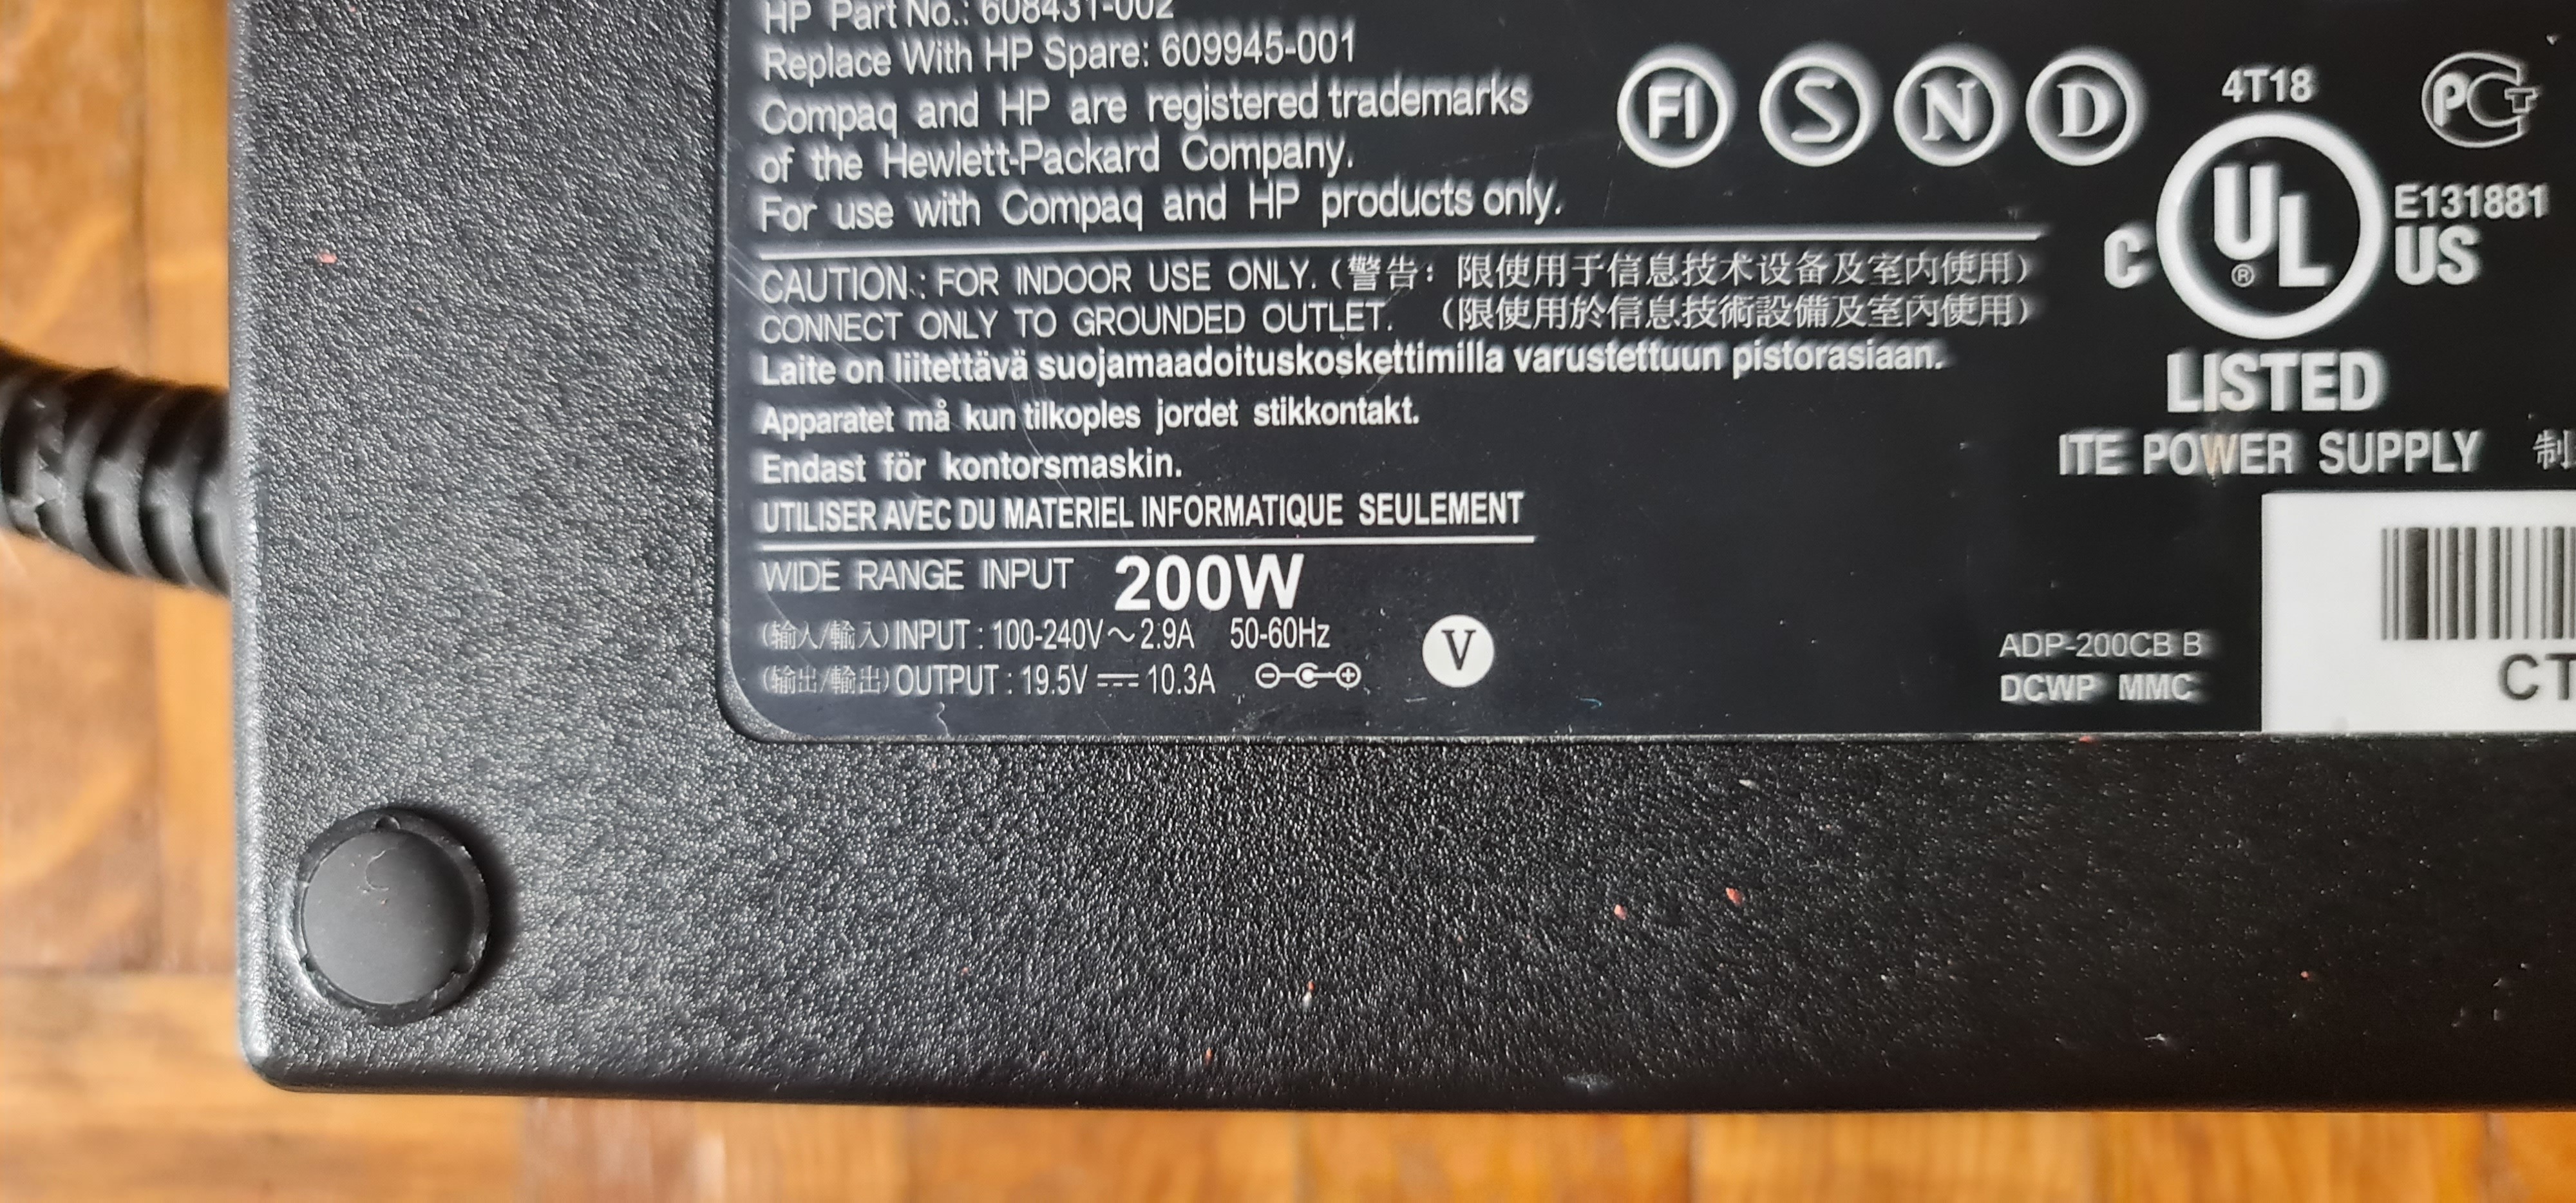 HP Part No.: 608431-002
Replace With HP Spare: 609945-001
Compaq and HP are registered trademarks
of the Hewlett-Packard Company.
For use with Compaq and HP products only.
FI S N D
4T18
PCT
C UL ® US
E131881
LISTED
ITE POWER SUPPLY 制
CAUTION : FOR INDOOR USE ONLY. (警告: 限使用于信息技术设备及室内使用)
CONNECT ONLY TO GROUNDED OUTLET. (限使用於信息技術設備及室內使用)
Laite on liitettävä suojamaadoituskoskettimilla varustettuun pistorasiaan.
Apparatet må kun tilkoples jordet stikkontakt.
Endast för kontorsmaskin.
UTILISER AVEC DU MATERIEL INFORMATIQUE SEULEMENT
WIDE RANGE INPUT 200W
(输入/輸入) INPUT : 100-240V～2.9A 50-60Hz
(输出/輸出) OUTPUT : 19.5V ⎓ 10.3A
V
ADP-200CB B
DCWP MMC
CT